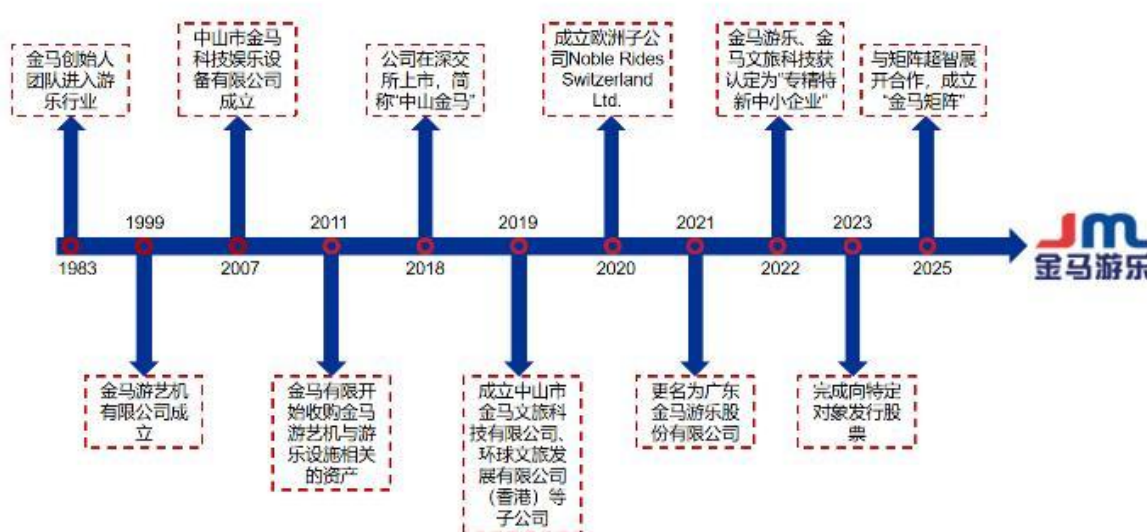 金马创始人
团队进入游
乐行业
中山市金马
科技娱乐设
备有限公司
成立
公司在深交
所上市，简
称“中山金马”
成立欧洲子公
司Noble Rides
Switzerland
Ltd.
金马游乐、金
马文旅科技获
认定为“专精特
新中小企业”
与矩阵超智展
开合作，成立
“金马矩阵”
1999
2011
2019
2021
2023
1983
2007
2018
2020
2022
2025
JM
金马游乐
金马游艺机
有限公司成
立
金马有限开
始收购金马
游艺机与游
乐设施相关
的资产
成立中山市
金马文旅科
技有限公司、
环球文旅发
展有限公司
（香港）等
子公司
更名为广东
金马游乐股
份有限公司
完成向特定
对象发行股
票